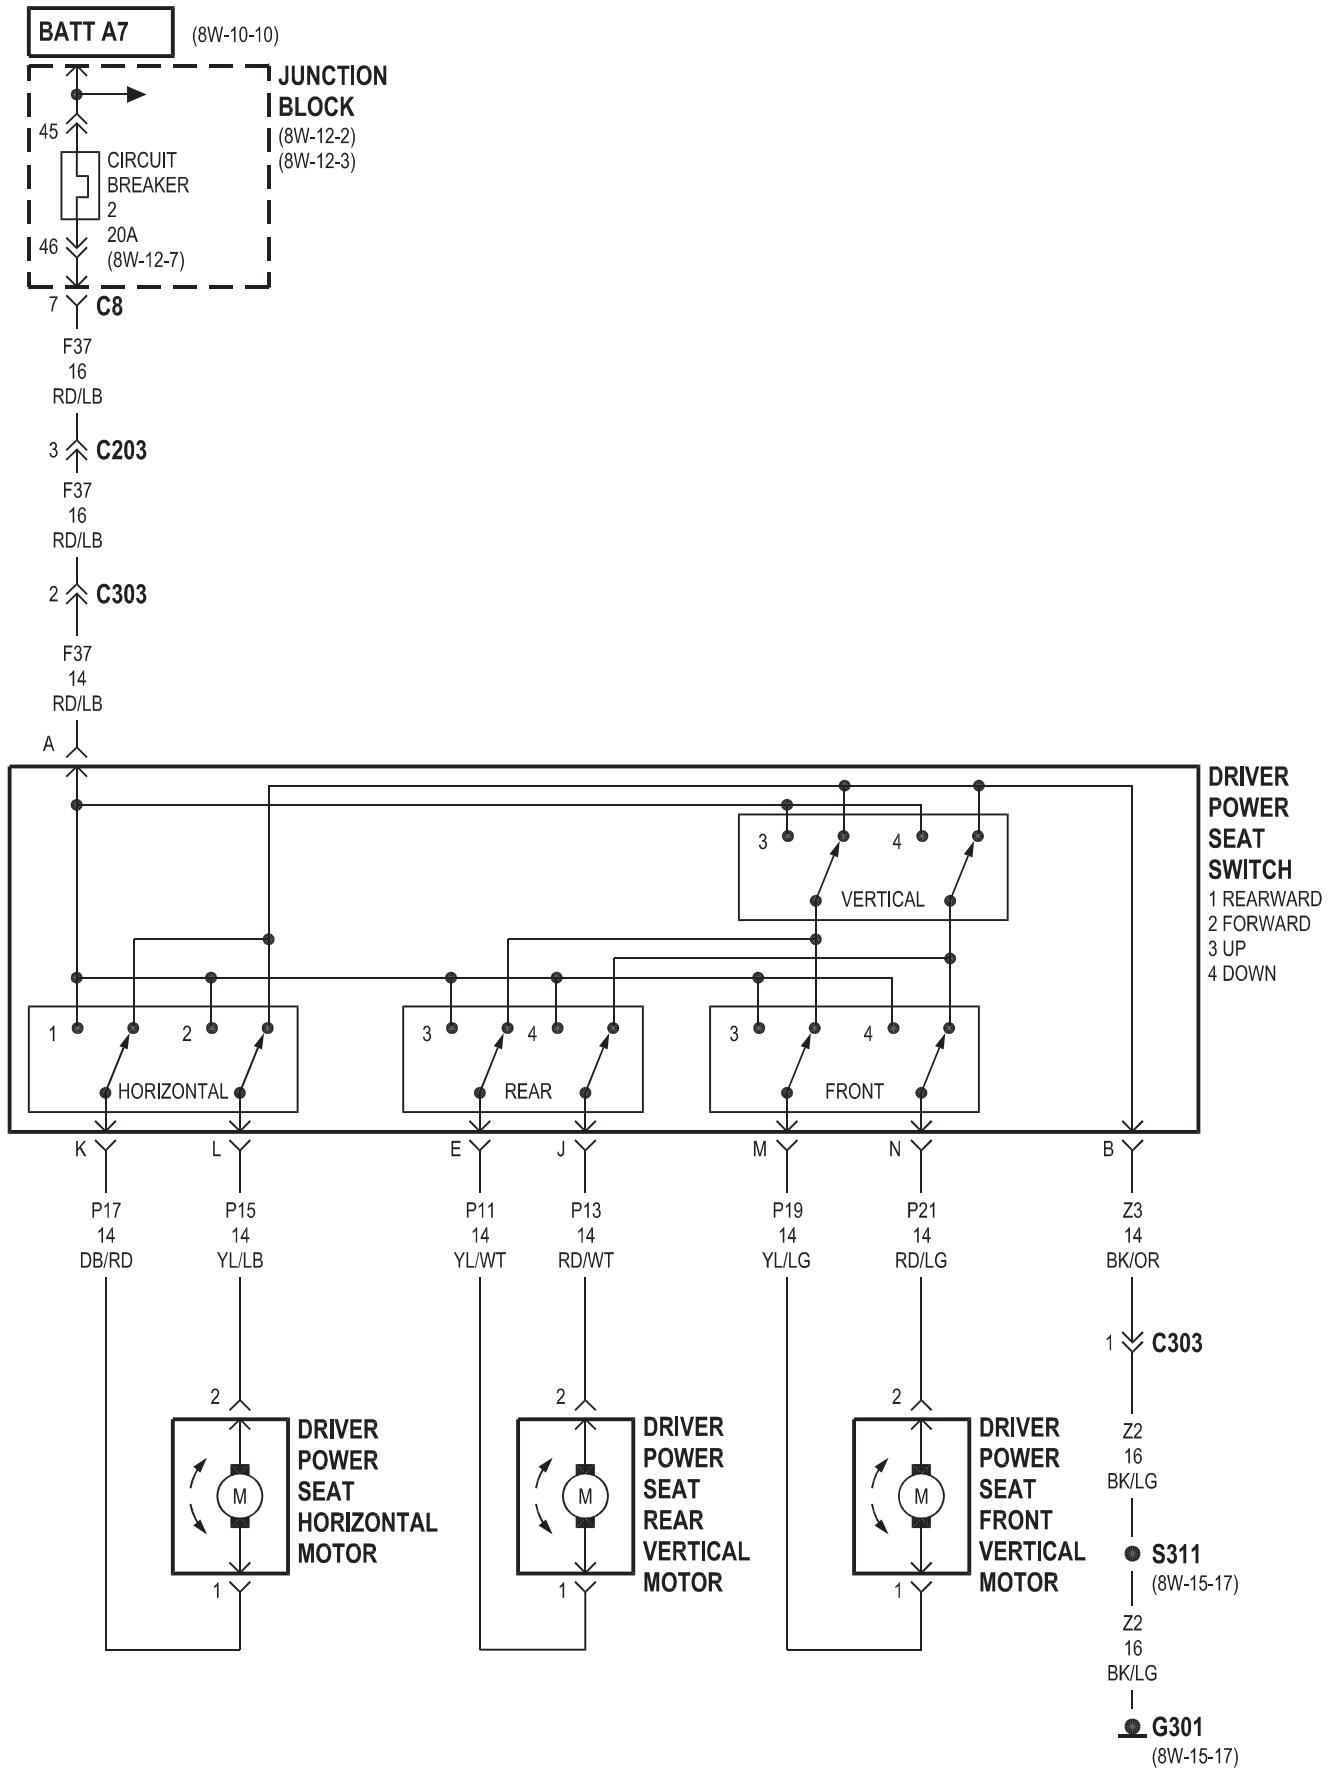 BATT A7
(8W-10-10)
JUNCTION
BLOCK
(8W-12-2)
(8W-12-3)
45
CIRCUIT
BREAKER
2
20A
(8W-12-7)
46
7
C8
F37
16
RD/LB
3
C203
F37
16
RD/LB
2
C303
F37
14
RD/LB
A
DRIVER
POWER
SEAT
SWITCH
1 REARWARD
2 FORWARD
3 UP
4 DOWN
3
4
VERTICAL
1
2
HORIZONTAL
3
4
REAR
3
4
FRONT
K
L
E
J
M
N
B
P17
14
DB/RD
P15
14
YL/LB
P11
14
YL/WT
P13
14
RD/WT
P19
14
YL/LG
P21
14
RD/LG
Z3
14
BK/OR
1
C303
2
M
1
DRIVER
POWER
SEAT
HORIZONTAL
MOTOR
2
M
1
DRIVER
POWER
SEAT
REAR
VERTICAL
MOTOR
2
M
1
DRIVER
POWER
SEAT
FRONT
VERTICAL
MOTOR
Z2
16
BK/LG
S311
(8W-15-17)
Z2
16
BK/LG
G301
(8W-15-17)